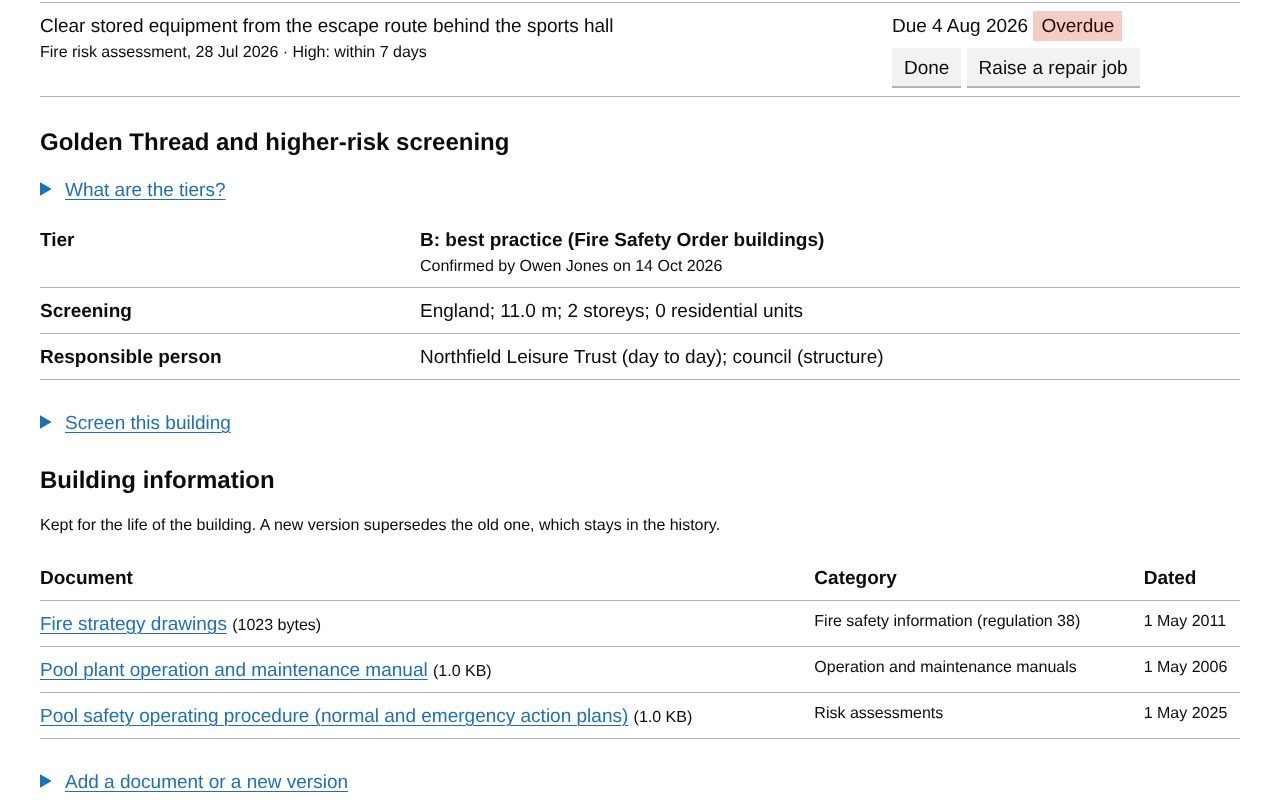 Clear stored equipment from the escape route behind the sports hall
Due 4 Aug 2026 Overdue
Fire risk assessment, 28 Jul 2026 · High: within 7 days
Done
Raise a repair job
Golden Thread and higher-risk screening
What are the tiers?
Tier
B: best practice (Fire Safety Order buildings)
Confirmed by Owen Jones on 14 Oct 2026
Screening
England; 11.0 m; 2 storeys; 0 residential units
Responsible person
Northfield Leisure Trust (day to day); council (structure)
Screen this building
Building information
Kept for the life of the building. A new version supersedes the old one, which stays in the history.
Document Category Dated
Fire strategy drawings (1023 bytes) Fire safety information (regulation 38) 1 May 2011
Pool plant operation and maintenance manual (1.0 KB) Operation and maintenance manuals 1 May 2006
Pool safety operating procedure (normal and emergency action plans) (1.0 KB) Risk assessments 1 May 2025
Add a document or a new version